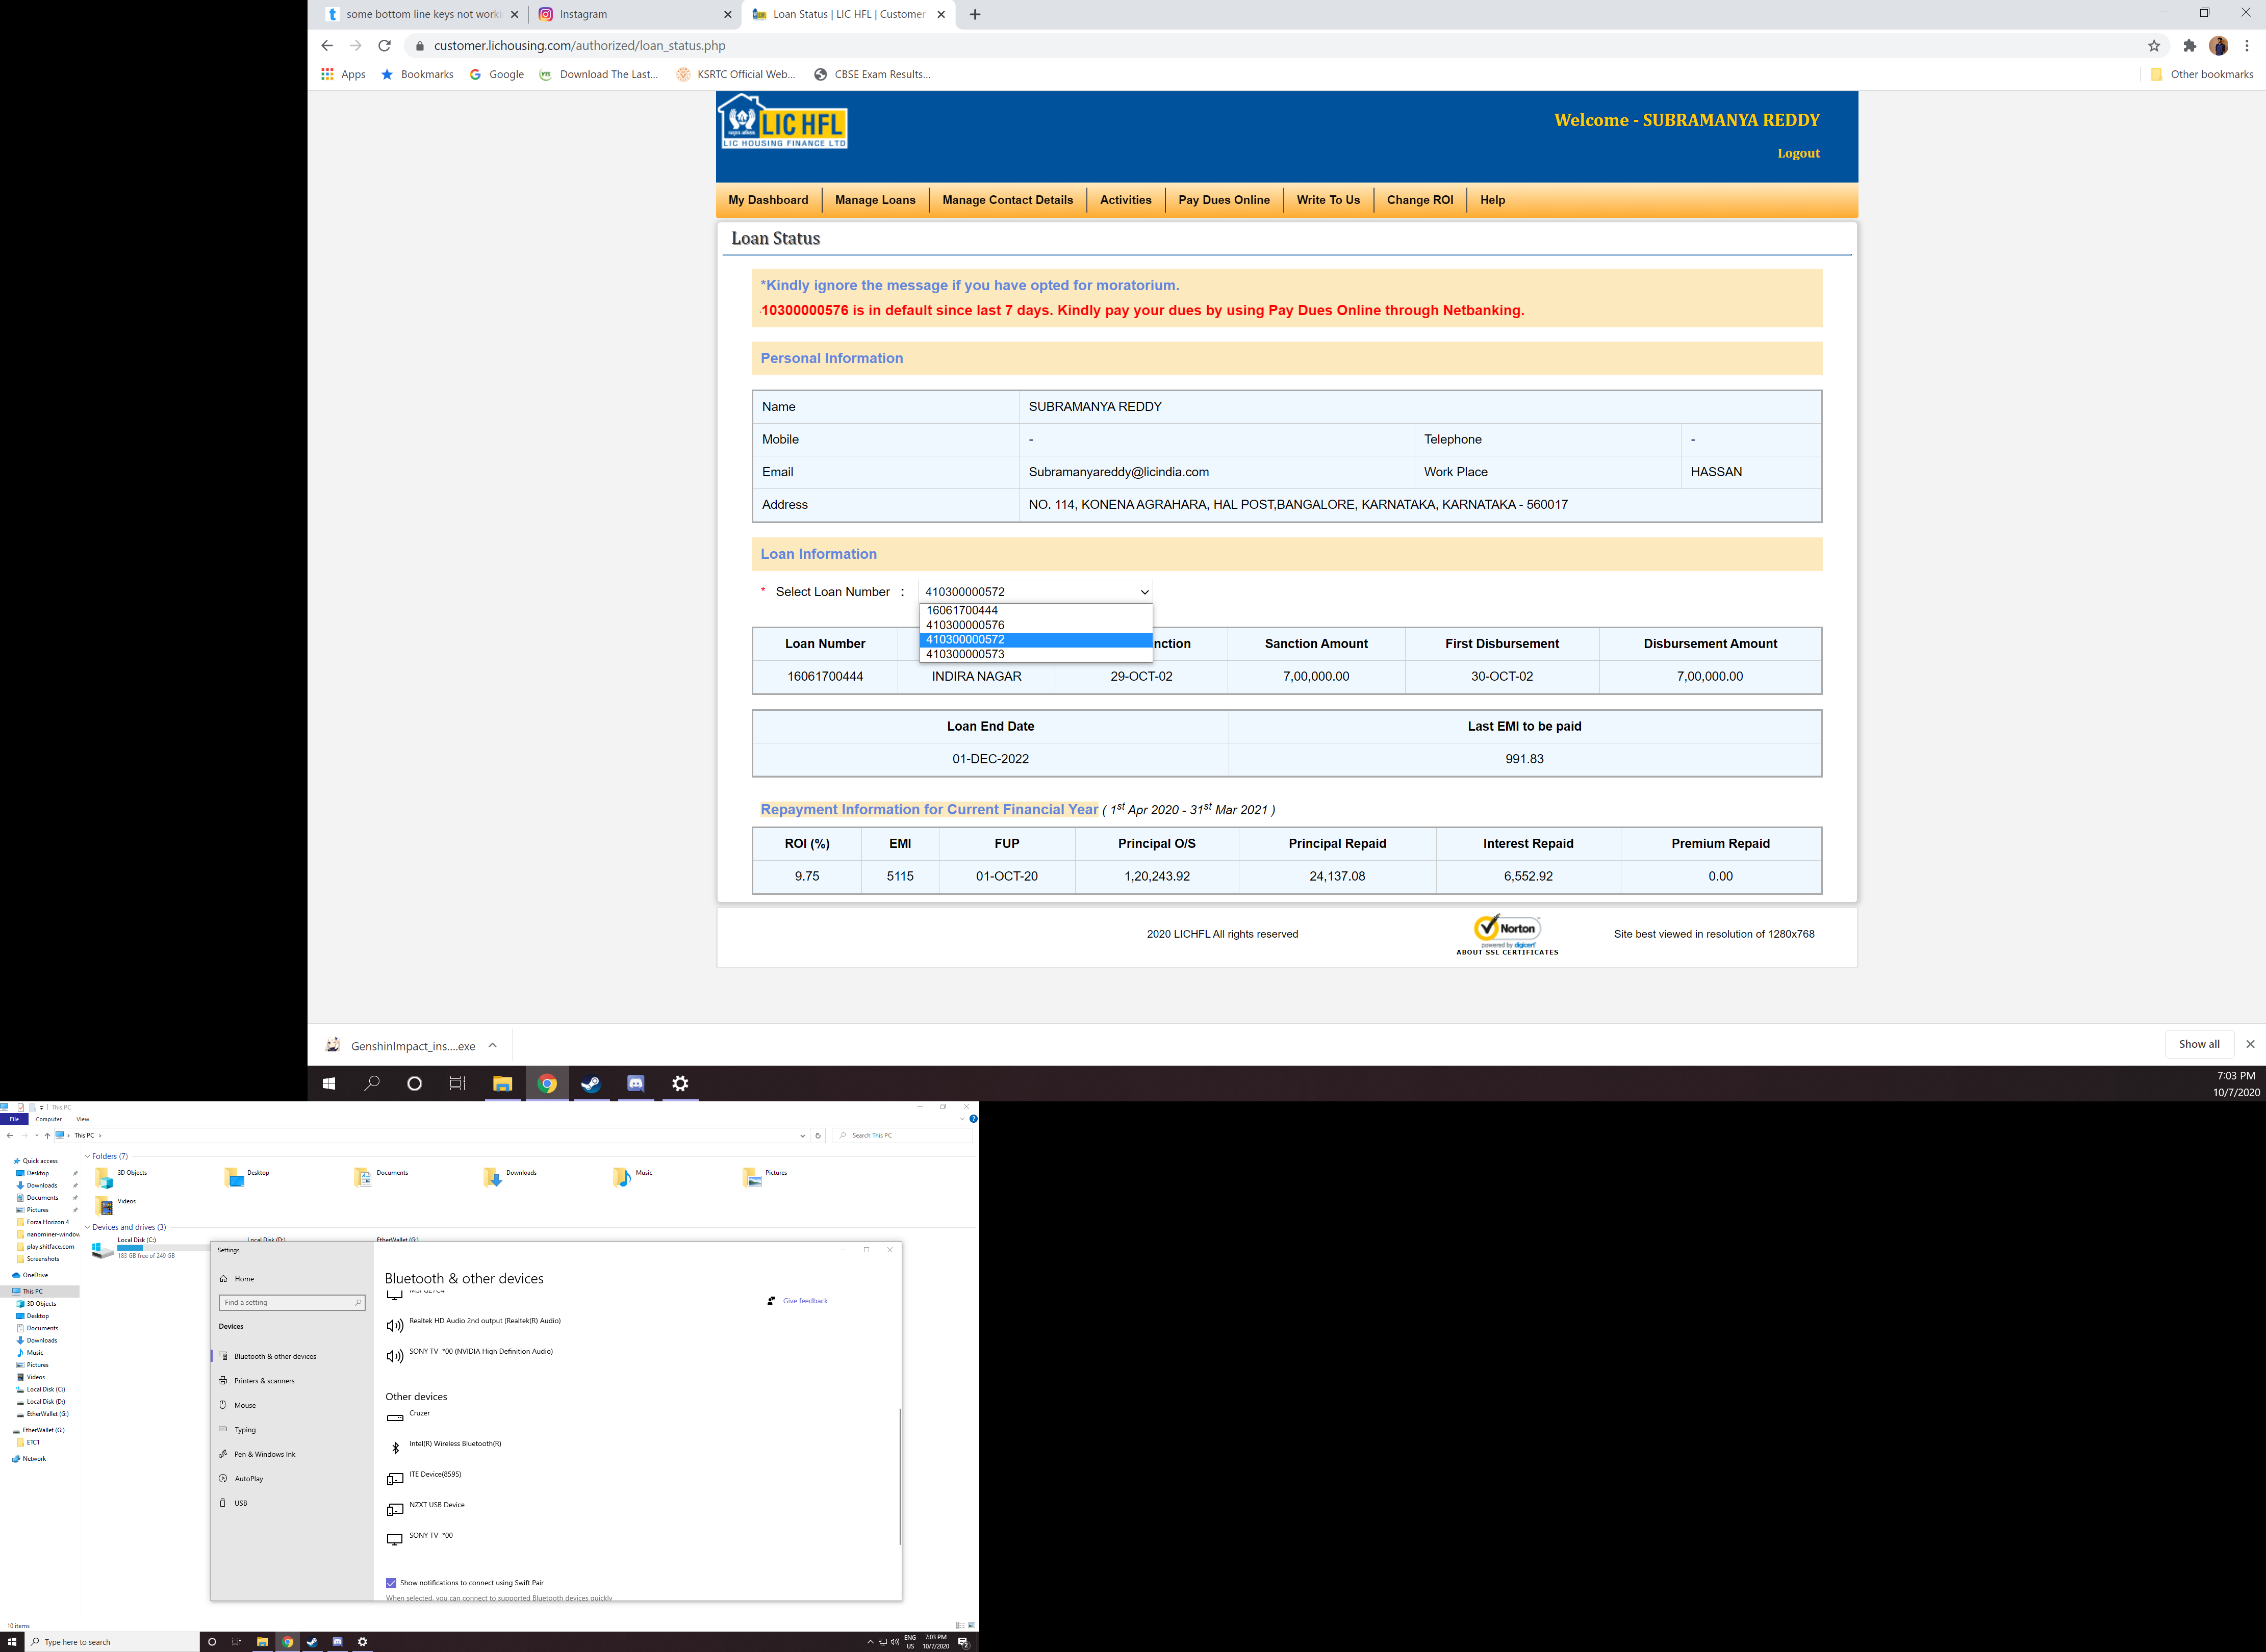 some bottom line keys not worki
Instagram
Loan Status | LIC HFL | Customer
customer.lichousing.com/authorized/loan_status.php
Apps Bookmarks Google Download The Last... KSRTC Official Web... CBSE Exam Results... Other bookmarks
LIC HFL
LIC HOUSING FINANCE LTD
Welcome - SUBRAMANYA REDDY
Logout
My Dashboard Manage Loans Manage Contact Details Activities Pay Dues Online Write To Us Change ROI Help
Loan Status
*Kindly ignore the message if you have opted for moratorium.
10300000576 is in default since last 7 days. Kindly pay your dues by using Pay Dues Online through Netbanking.
Personal Information
Name SUBRAMANYA REDDY
Mobile - Telephone -
Email Subramanyareddy@licindia.com Work Place HASSAN
Address NO. 114, KONENA AGRAHARA, HAL POST,BANGALORE, KARNATAKA, KARNATAKA - 560017
Loan Information
* Select Loan Number : 410300000572
16061700444
410300000576
410300000572
410300000573
Loan Number nction Sanction Amount First Disbursement Disbursement Amount
16061700444 INDIRA NAGAR 29-OCT-02 7,00,000.00 30-OCT-02 7,00,000.00
Loan End Date Last EMI to be paid
01-DEC-2022 991.83
Repayment Information for Current Financial Year ( 1st Apr 2020 - 31st Mar 2021 )
ROI (%) EMI FUP Principal O/S Principal Repaid Interest Repaid Premium Repaid
9.75 5115 01-OCT-20 1,20,243.92 24,137.08 6,552.92 0.00
2020 LICHFL All rights reserved
Norton
powered by digicert
ABOUT SSL CERTIFICATES
Site best viewed in resolution of 1280x768
GenshinImpact_ins....exe
Show all
7:03 PM
10/7/2020
This PC
File Computer View
This PC
Search This PC
Quick access
Desktop
Downloads
Documents
Pictures
Forza Horizon 4
nanominer-window
play.shitface.com
Screenshots
OneDrive
This PC
3D Objects
Desktop
Documents
Downloads
Music
Pictures
Videos
Local Disk (C:)
Local Disk (D:)
EtherWallet (G:)
EtherWallet (G:)
ETC1
Network
Folders (7)
3D Objects Desktop Documents Downloads Music Pictures
Videos
Devices and drives (3)
Local Disk (C:) Local Disk (D:) EtherWallet (G:)
183 GB free of 249 GB
Settings
Home
Find a setting
Devices
Bluetooth & other devices
Printers & scanners
Mouse
Typing
Pen & Windows Ink
AutoPlay
USB
Bluetooth & other devices
Give feedback
Realtek HD Audio 2nd output (Realtek(R) Audio)
SONY TV *00 (NVIDIA High Definition Audio)
Other devices
Cruzer
Intel(R) Wireless Bluetooth(R)
ITE Device(8595)
NZXT USB Device
SONY TV *00
Show notifications to connect using Swift Pair
When selected, you can connect to supported Bluetooth devices quickly
10 items
Type here to search
ENG
US
7:03 PM
10/7/2020
2